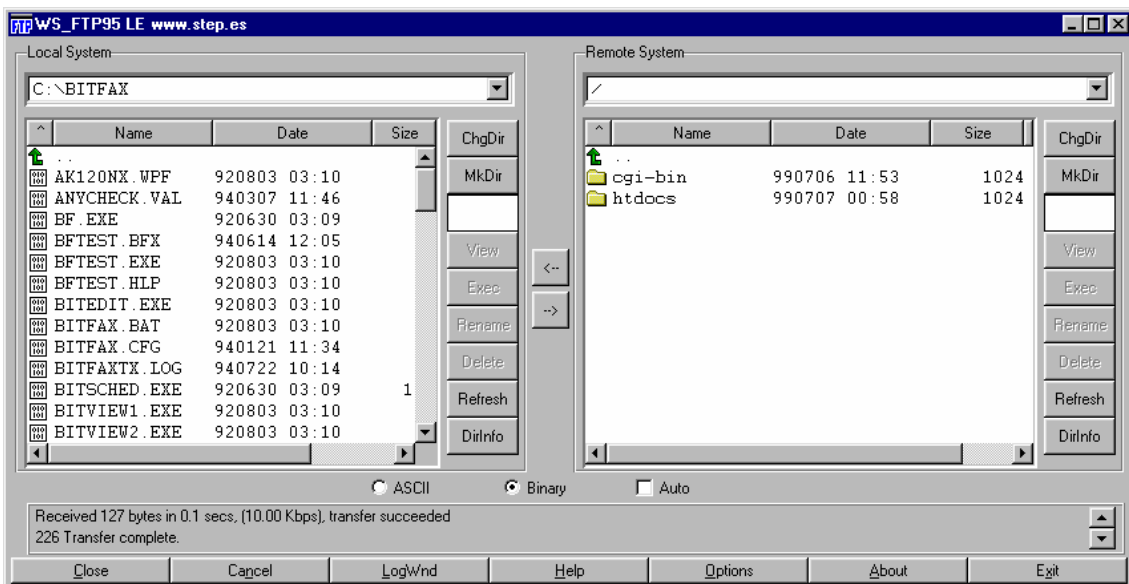 WS_FTP95 LE www.step.es
Local System
C:\BITFAX
^ Name Date Size
..
AK120NX.WPF 920803 03:10
ANYCHECK.VAL 940307 11:46
BF.EXE 920630 03:09
BFTEST.BFX 940614 12:05
BFTEST.EXE 920803 03:10
BFTEST.HLP 920803 03:10
BITEDIT.EXE 920803 03:10
BITFAX.BAT 920803 03:10
BITFAX.CFG 940121 11:34
BITFAXTX.LOG 940722 10:14
BITSCHED.EXE 920630 03:09 1
BITVIEW1.EXE 920803 03:10
BITVIEW2.EXE 920803 03:10
ChgDir
MkDir
View
Exec
Rename
Delete
Refresh
DirInfo
<--
-->
Remote System
/
^ Name Date Size
..
cgi-bin 990706 11:53 1024
htdocs 990707 00:58 1024
ChgDir
MkDir
View
Exec
Rename
Delete
Refresh
DirInfo
ASCII Binary Auto
Received 127 bytes in 0.1 secs, (10.00 Kbps), transfer succeeded
226 Transfer complete.
Close Cancel LogWnd Help Options About Exit